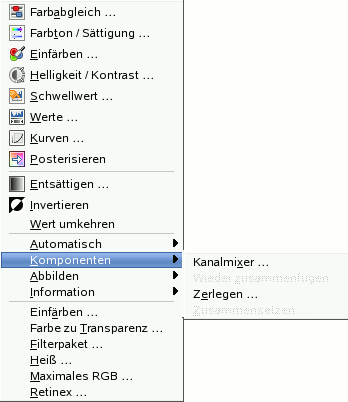 Farbabgleich ...
Farbton / Sättigung ...
Einfärben ...
Helligkeit / Kontrast ...
Schwellwert ...
Werte ...
Kurven ...
Posterisieren
Entsättigen ...
Invertieren
Wert umkehren
Automatisch
Komponenten
Abbilden
Information
Einfärben ...
Farbe zu Transparenz ...
Filterpaket ...
Heiß ...
Maximales RGB ...
Retinex ...
Kanalmixer ...
Wieder zusammenfügen
Zerlegen ...
Zusammensetzen ...